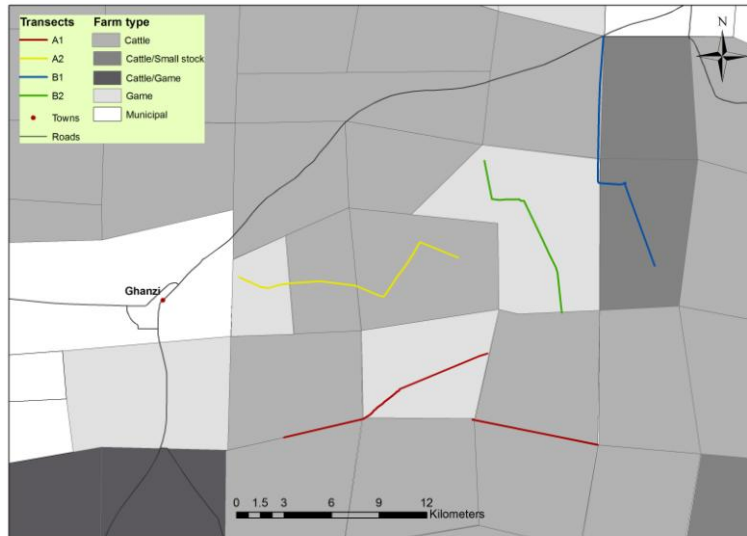 Transects
A1
A2
B1
B2
Towns
Roads
Farm type
Cattle
Cattle/Small stock
Cattle/Game
Game
Municipal
N
Ghanzi
0 1.5 3 6 9 12
Kilometers